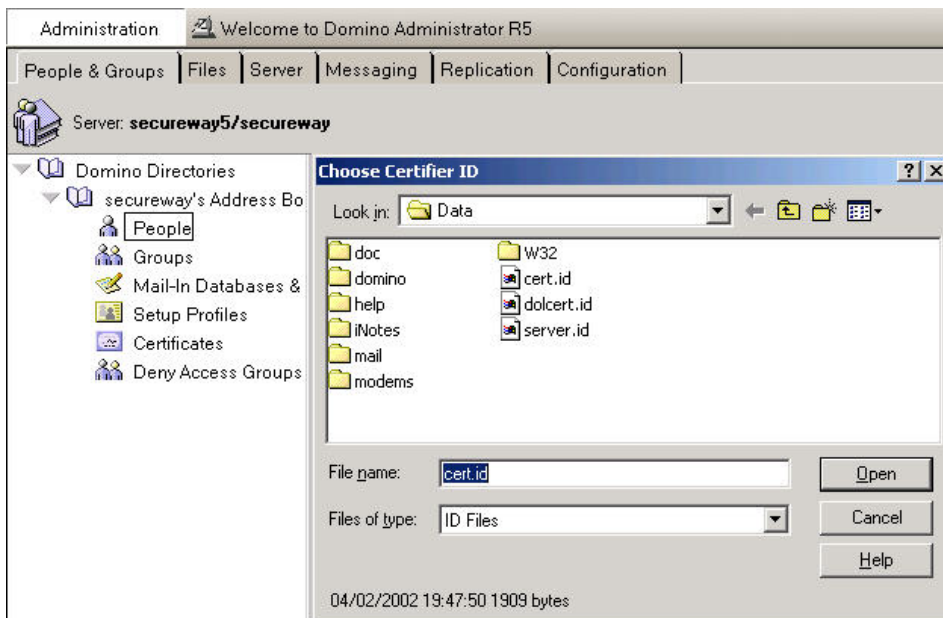 Administration Welcome to Domino Administrator R5
People & Groups Files Server Messaging Replication Configuration
Server: secureway5/secureway
Domino Directories
secureway's Address Bo
People
Groups
Mail-In Databases &
Setup Profiles
Certificates
Deny Access Groups
Choose Certifier ID
Look in: Data
doc
domino
help
iNotes
mail
modems
W32
cert.id
dolcert.id
server.id
File name: cert.id Open
Files of type: ID Files Cancel
Help
04/02/2002 19:47:50 1909 bytes